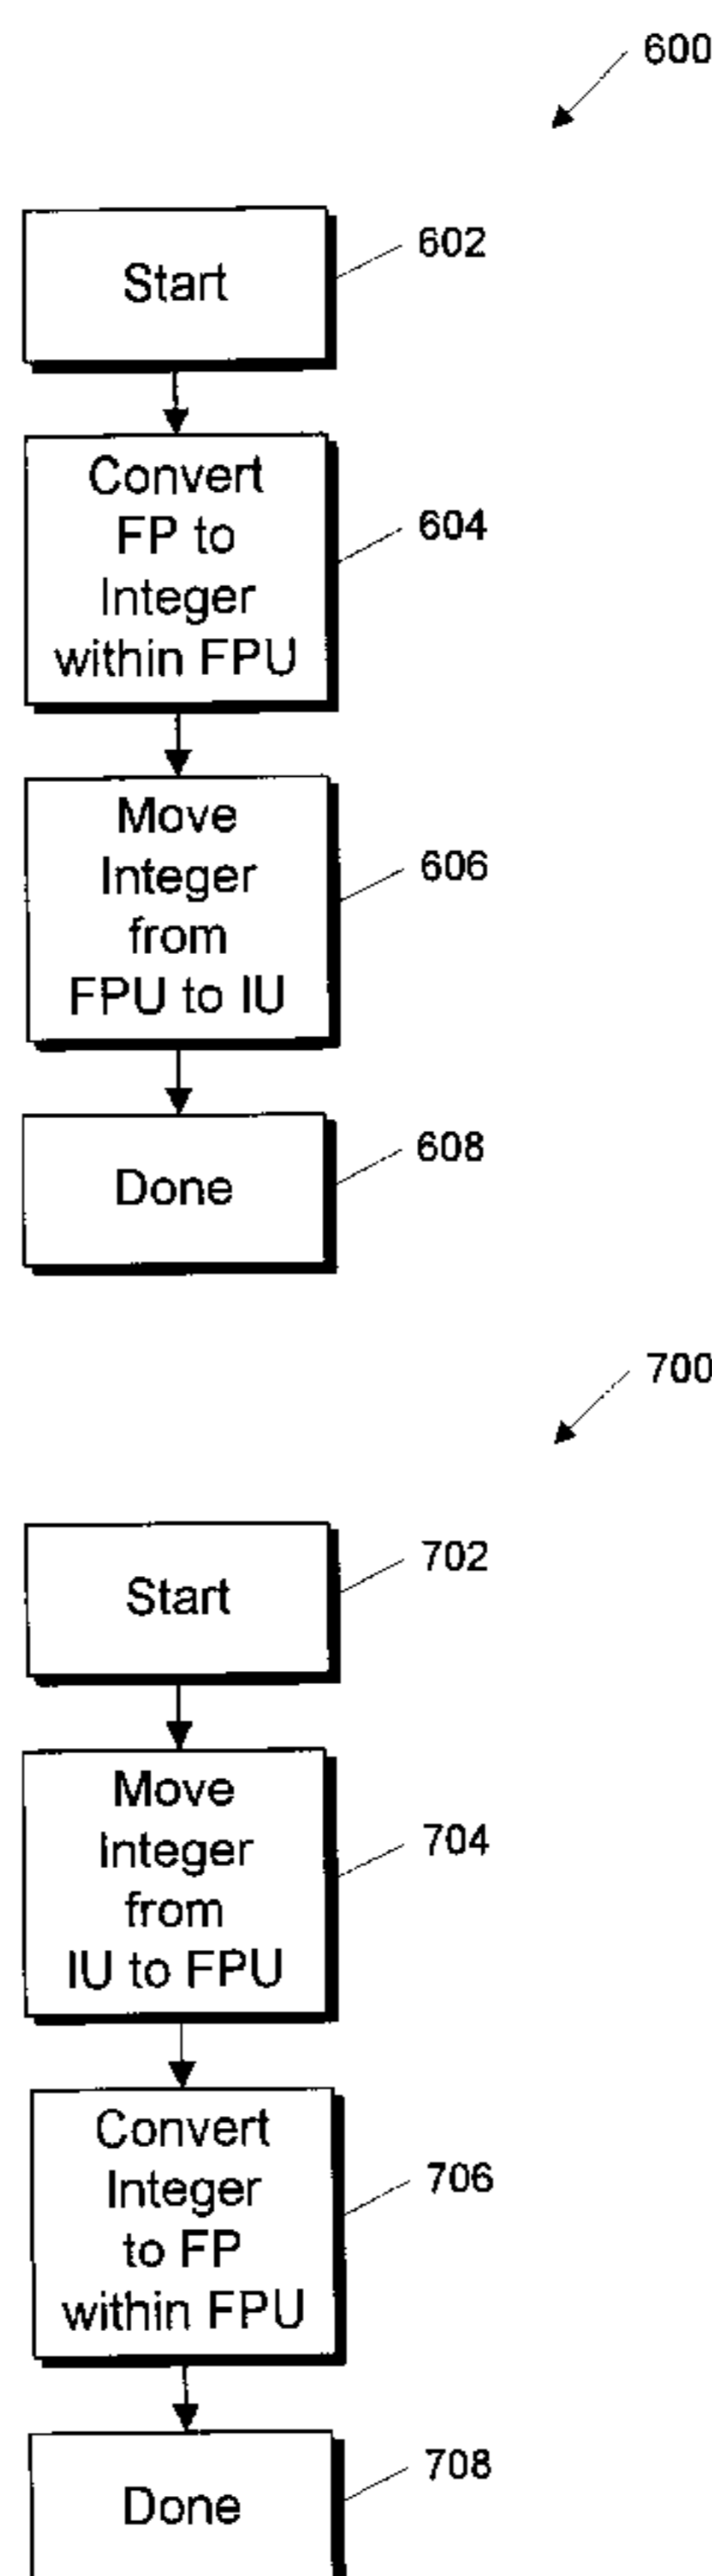 600
Start
602
Convert
FP to
Integer
within FPU
604
Move
Integer
from
FPU to IU
606
Done
608
700
Start
702
Move
Integer
from
IU to FPU
704
Convert
Integer
to FP
within FPU
706
Done
708